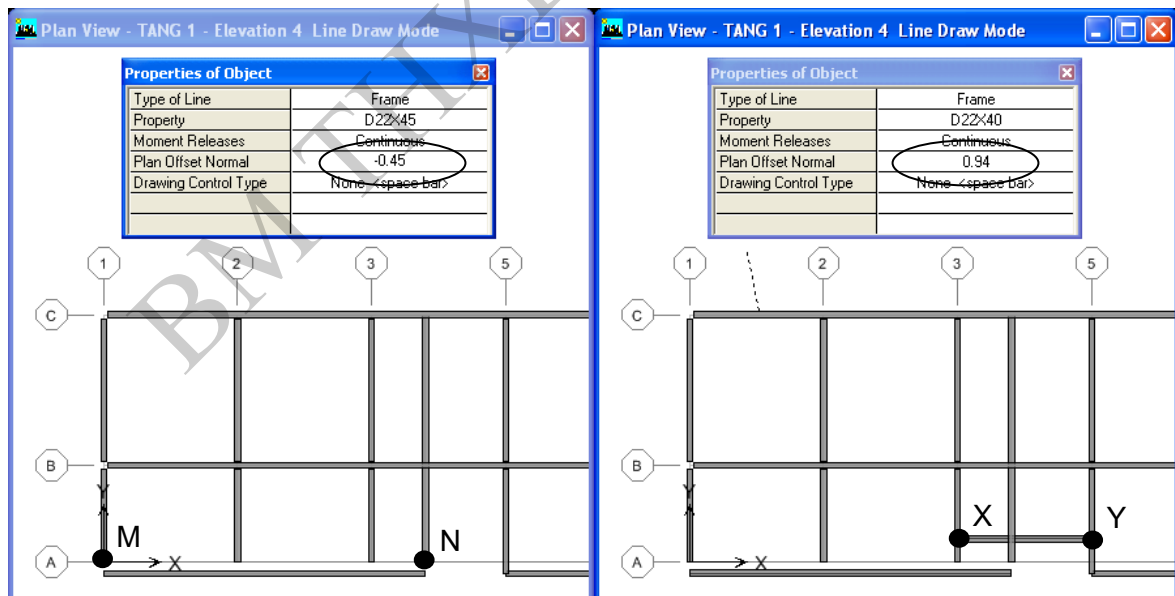 Plan View - TANG 1 - Elevation 4 Line Draw Mode
Properties of Object
Type of Line Frame
Property D22X45
Moment Releases Continuous
Plan Offset Normal -0.45
Drawing Control Type None <space bar>
1 2 3 5
C
B
Y
M N
A X
Plan View - TANG 1 - Elevation 4 Line Draw Mode
Properties of Object
Type of Line Frame
Property D22X40
Moment Releases Continuous
Plan Offset Normal 0.94
Drawing Control Type None <space bar>
1 2 3 5
C
B
Y
X Y
A X